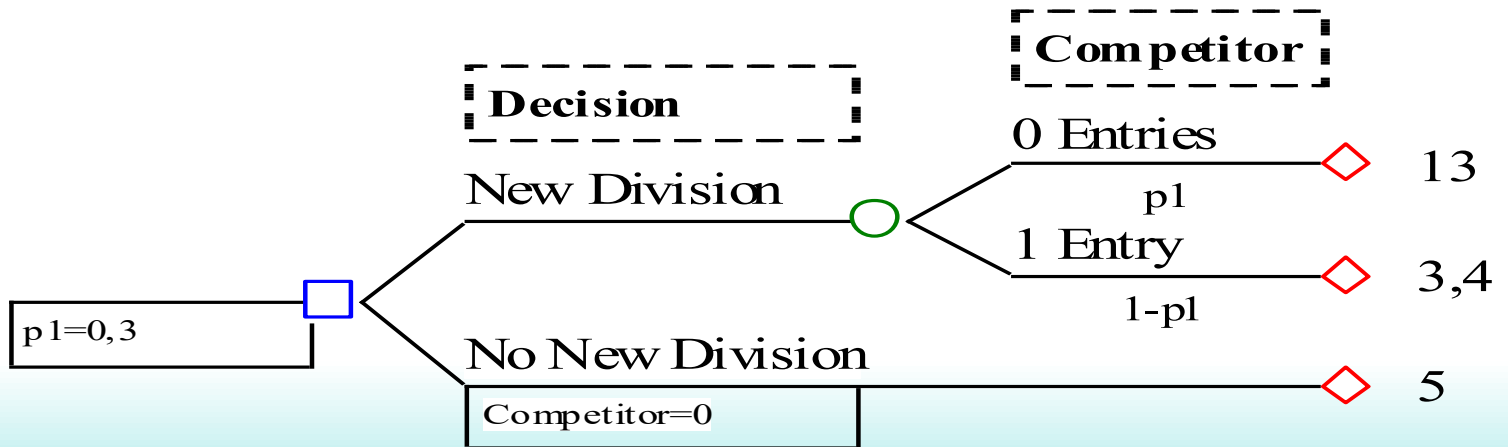 Competitor
Decision
0 Entries
13
New Division
p1
1 Entry
3,4
1-p1
p1=0,3
No New Division
5
Competitor=0